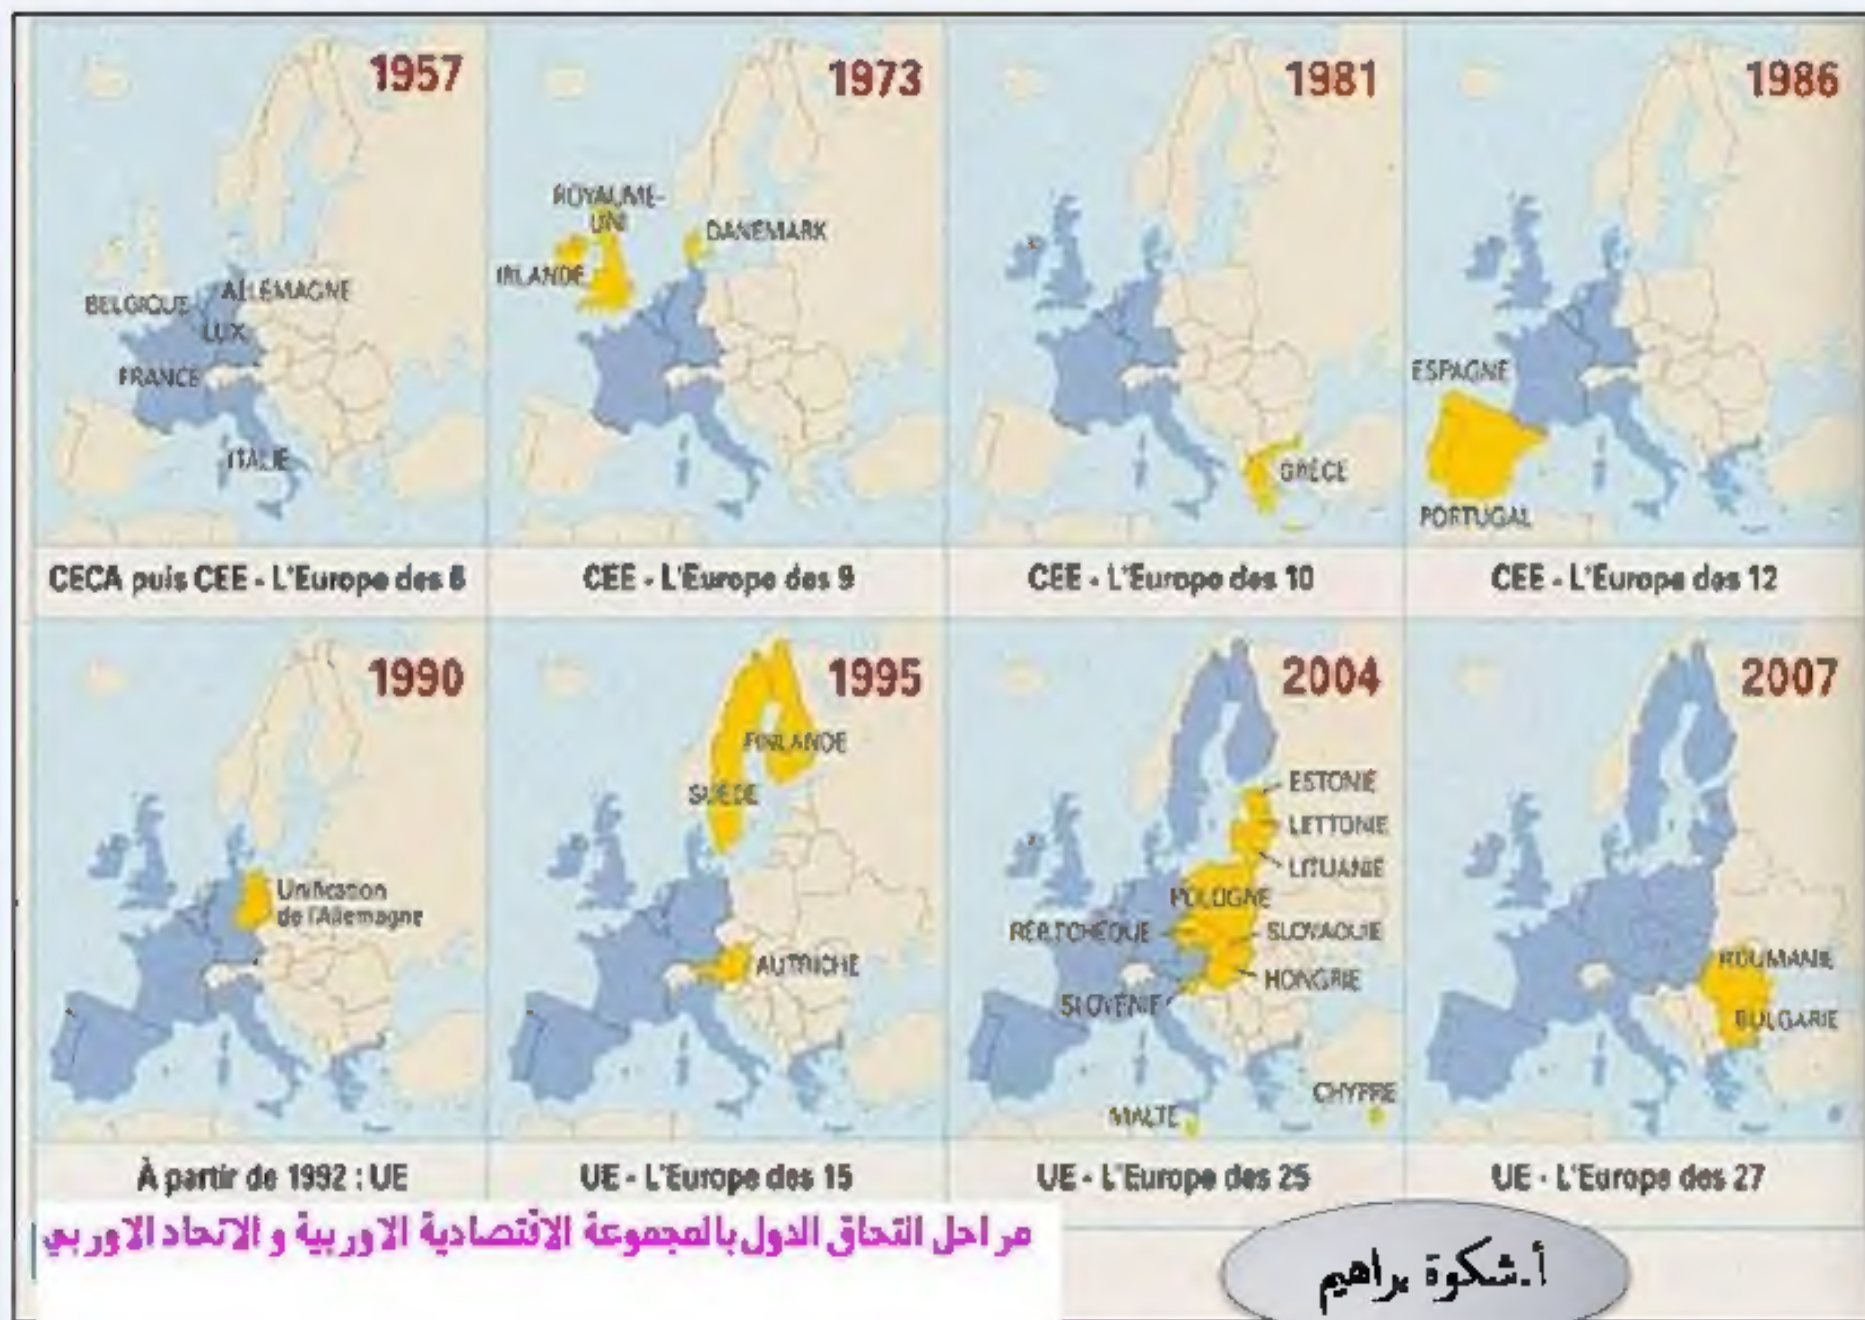 1957
BELGIQUE
ALLEMAGNE
LUX
FRANCE
ITALIE
CECA puis CEE - L'Europe des 6
1973
ROYAUME-
UNI
DANEMARK
IRLANDE
CEE - L'Europe des 9
1981
GRÈCE
CEE - L'Europe des 10
1986
ESPAGNE
PORTUGAL
CEE - L'Europe des 12
1990
Unification
de l'Allemagne
À partir de 1992 : UE
1995
FINLANDE
SUÈDE
AUTRICHE
UE - L'Europe des 15
2004
ESTONIE
LETTONIE
LITUANIE
POLOGNE
RÉP.TCHÈQUE
SLOVAQUIE
HONGRIE
SLOVÉNIE
CHYPRE
MALTE
UE - L'Europe des 25
2007
ROUMANIE
BULGARIE
UE - L'Europe des 27
مراحل التحاق الدول بالمجموعة الاقتصادية الاوربية و الاتحاد الاوربي
أ.شكوة براهيم